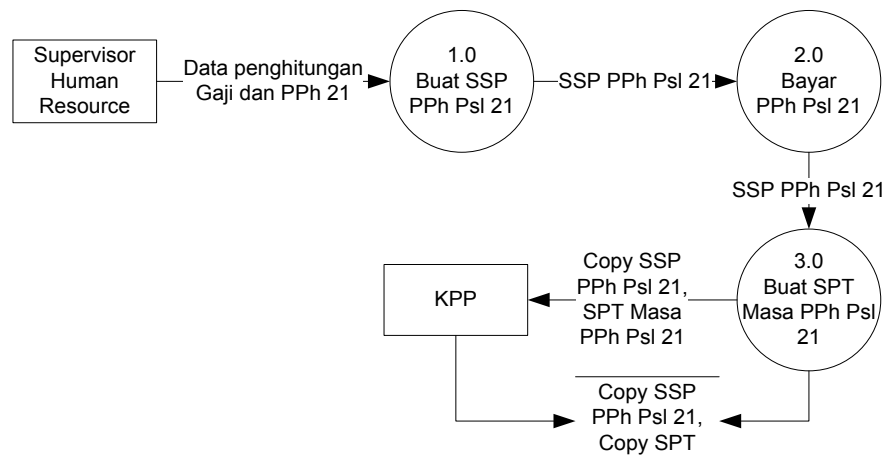 Supervisor
Human
Resource
Data penghitungan
Gaji dan PPh 21
1.0
Buat SSP
PPh Psl 21
SSP PPh Psl 21
2.0
Bayar
PPh Psl 21
SSP PPh Psl 21
3.0
Buat SPT
Masa PPh Psl
21
Copy SSP
PPh Psl 21,
SPT Masa
PPh Psl 21
KPP
Copy SSP
PPh Psl 21,
Copy SPT